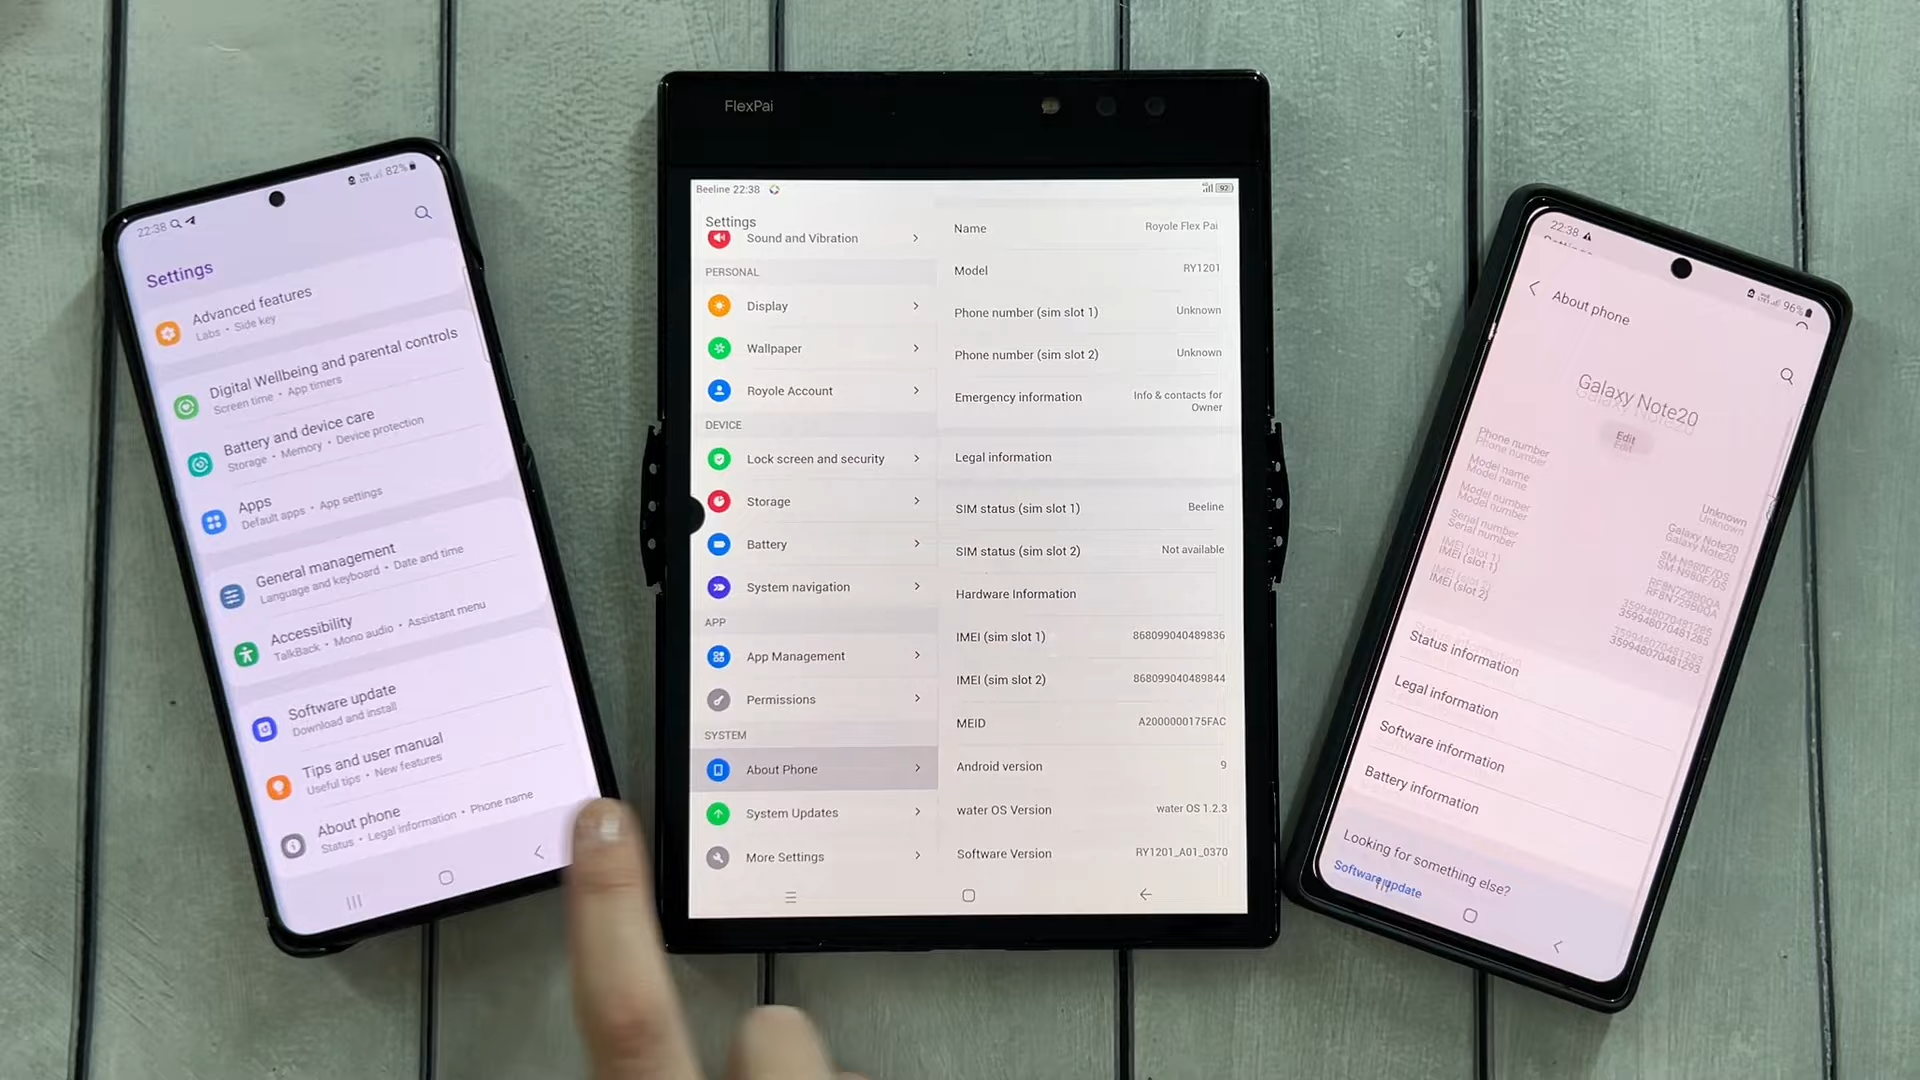 22:38
82%
Settings
Advanced features
Labs • Side key
Digital Wellbeing and parental controls
Screen time • App timers
Battery and device care
Storage • Memory • Device protection
Apps
Default apps • App settings
General management
Language and keyboard • Date and time
Accessibility
TalkBack • Mono audio • Assistant menu
Software update
Download and install
Tips and user manual
Useful tips • New features
About phone
Status • Legal information • Phone name
FlexPai
Beeline 22:38
92
Settings
Sound and Vibration
PERSONAL
Display
Wallpaper
Royole Account
DEVICE
Lock screen and security
Storage
Battery
System navigation
APP
App Management
Permissions
SYSTEM
About Phone
System Updates
More Settings
Name Royole Flex Pai
Model RY1201
Phone number (sim slot 1) Unknown
Phone number (sim slot 2) Unknown
Emergency information Info & contacts for
Owner
Legal information
SIM status (sim slot 1) Beeline
SIM status (sim slot 2) Not available
Hardware Information
IMEI (sim slot 1) 868099040489836
IMEI (sim slot 2) 868099040489844
MEID A2000000175FAC
Android version 9
water OS Version water OS 1.2.3
Software Version RY1201_A01_0370
22:38
96%
About phone
Galaxy Note20
Edit
Phone number Unknown
Model name Galaxy Note20
Model number SM-N980F/DS
Serial number RF8N729B0QA
IMEI (slot 1) 359948070481285
IMEI (slot 2) 359948070481293
Status information
Legal information
Software information
Battery information
Looking for something else?
Software update